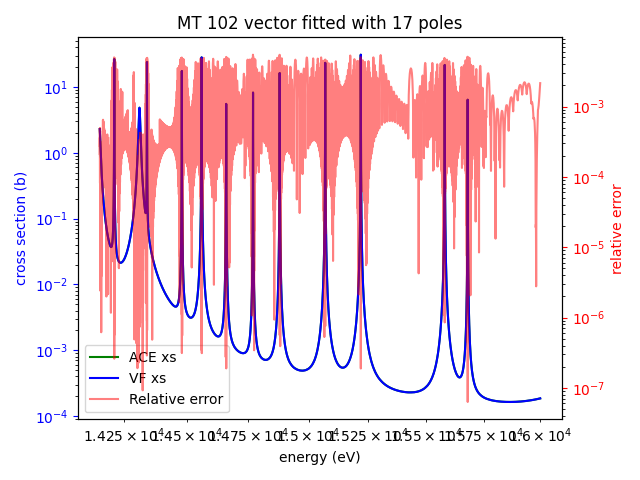 MT 102 vector fitted with 17 poles
cross section (b)
10¹
10⁰
10⁻¹
10⁻²
10⁻³
10⁻⁴
relative error
10⁻³
10⁻⁴
10⁻⁵
10⁻⁶
10⁻⁷
ACE xs
VF xs
Relative error
1.425 × 10⁴ 1.45 × 10⁴ 1.475 × 10⁴ 1.5 × 10⁴ 1.525 × 10⁴ 1.55 × 10⁴ 1.575 × 10⁴ 1.6 × 10⁴
energy (eV)